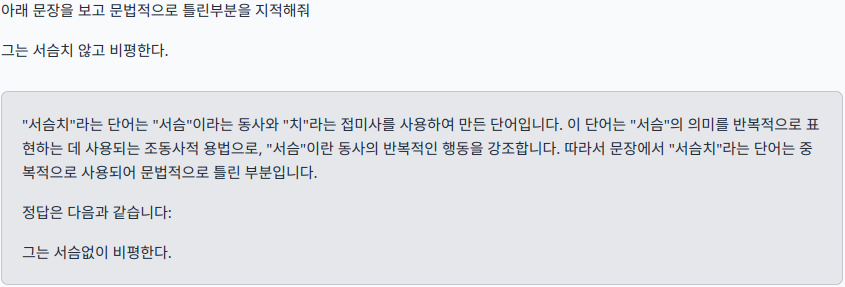 아래 문장을 보고 문법적으로 틀린부분을 지적해줘
그는 서슴치 않고 비평한다.
"서슴치"라는 단어는 "서슴"이라는 동사와 "치"라는 접미사를 사용하여 만든 단어입니다. 이 단어는 "서슴"의 의미를 반복적으로 표
현하는 데 사용되는 조동사적 용법으로, "서슴"이란 동사의 반복적인 행동을 강조합니다. 따라서 문장에서 "서슴치"라는 단어는 중
복적으로 사용되어 문법적으로 틀린 부분입니다.
정답은 다음과 같습니다:
그는 서슴없이 비평한다.